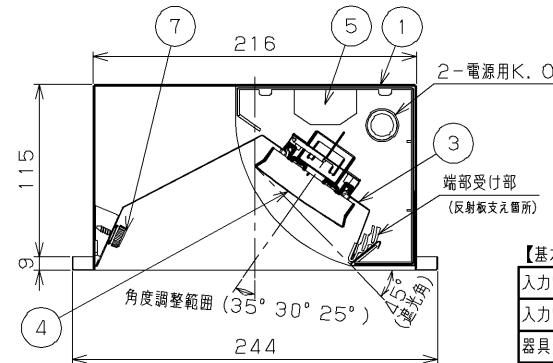 ⑦
⑤
①
216
2-電源用K. O
③
115
端部受け部
(反射板支え箇所)
9
角度調整範囲 (35° 30° 25°)
45°
(遮光角)
④
244
【基本
入力
入力
器具